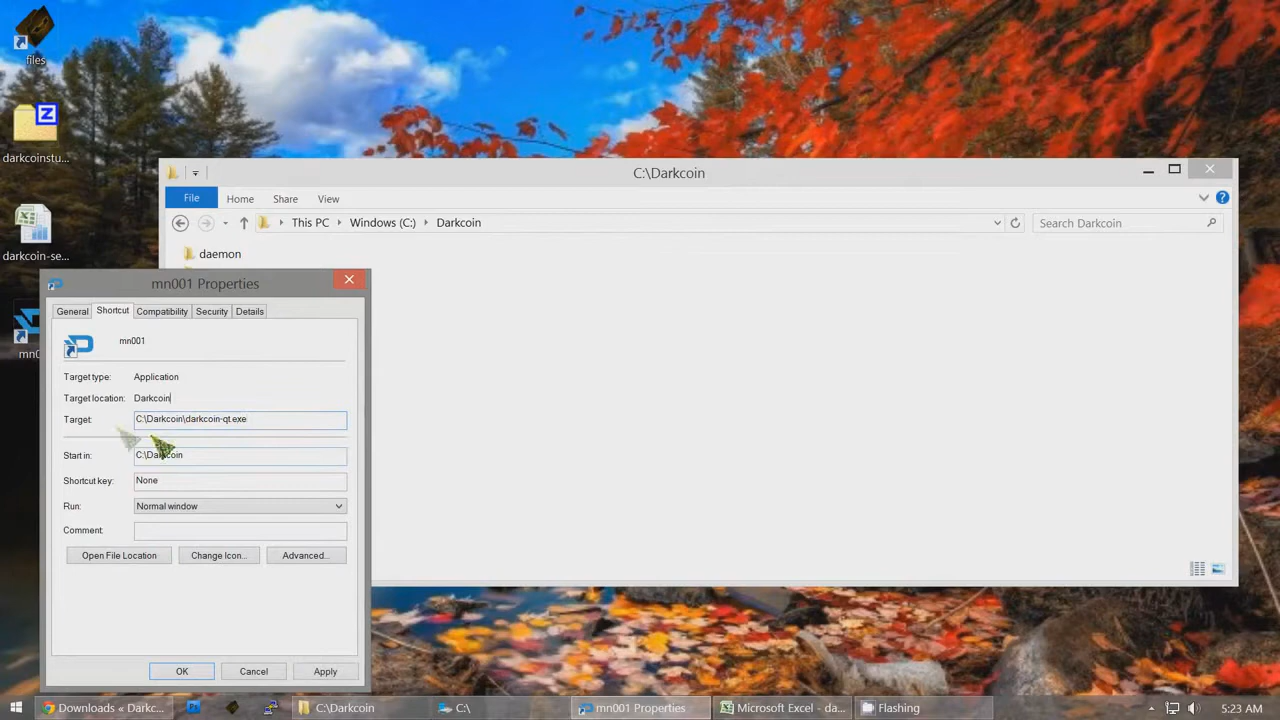 files
darkcoinstu...
darkcoin-se...
C:\Darkcoin
File
Home
Share
View
This PC
Windows (C:)
Darkcoin
Search Darkcoin
daemon
mn001 Properties
General
Shortcut
Compatibility
Security
Details
mn001
Target type:
Application
Target location:
Darkcoin
Target:
C:\Darkcoin\darkcoin-qt.exe
Start in:
Shortcut key:
None
Run:
Normal window
Comment:
Open File Location
Change Icon...
Advanced...
OK
Cancel
Apply
Downloads « Darkc...
C:\Darkcoin
C:\
mn001 Properties
Microsoft Excel - da...
Flashing
5:23 AM